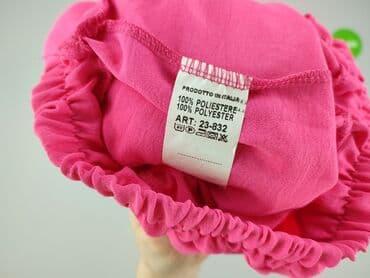 PRODOTTO IN ITALIA
100% POLIESTERE
100% POLYESTER
ART: 23-832